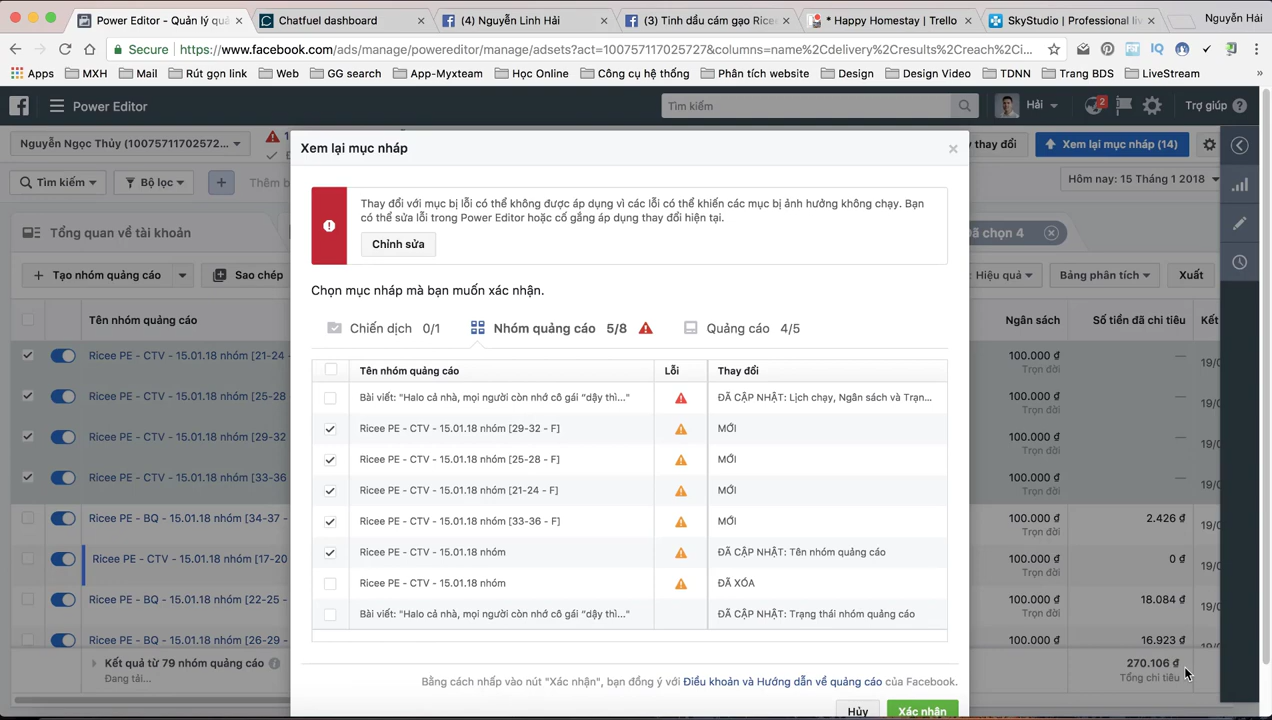 Power Editor - Quản lý quả
Chatfuel dashboard
(4) Nguyễn Linh Hải
(3) Tinh dầu cám gạo Rice
* Happy Homestay | Trello
SkyStudio | Professional liv
Nguyễn Hải
Secure
https://www.facebook.com/ads/manage/powereditor/manage/adsets?act=100757117025727&columns=name%2Cdelivery%2Cresults%2Creach%2Ci...
Apps
MXH
Mail
Rút gọn link
Web
GG search
App-Myxteam
Học Online
Công cụ hệ thống
Phân tích website
Design
Design Video
TDNN
Trang BDS
LiveStream
»
Power Editor
Tìm kiếm
Hải
2
Trợ giúp
Nguyễn Ngọc Thủy (10075711702572...
y thay đổi
Xem lại mục nháp (14)
Tìm kiếm
Bộ lọc
Thêm b
Hôm nay: 15 Tháng 1 2018
Tổng quan về tài khoản
Đã chọn 4
Tạo nhóm quảng cáo
Sao chép
: Hiệu quả
Bảng phân tích
Xuất
Tên nhóm quảng cáo
Ngân sách
Số tiền đã chi tiêu
Kết
Ricee PE - CTV - 15.01.18 nhóm [21-24 -
100.000 ₫
Trọn đời
—
19/0
Ricee PE - CTV - 15.01.18 nhóm [25-28
100.000 ₫
Trọn đời
—
19/0
Ricee PE - CTV - 15.01.18 nhóm [29-32
100.000 ₫
Trọn đời
—
19/0
Ricee PE - CTV - 15.01.18 nhóm [33-36
100.000 ₫
Trọn đời
—
19/0
Ricee PE - BQ - 15.01.18 nhóm [34-37 -
100.000 ₫
Trọn đời
2.426 ₫
19/0
Ricee PE - CTV - 15.01.18 nhóm [17-20
100.000 ₫
Trọn đời
0 ₫
19/0
Ricee PE - BQ - 15.01.18 nhóm [22-25 -
100.000 ₫
Trọn đời
18.084 ₫
19/0
Ricee PE - BQ - 15.01.18 nhóm [26-29 -
100.000 ₫
16.923 ₫
19/0
Kết quả từ 79 nhóm quảng cáo
Đang tải...
270.106 ₫
Tổng chi tiêu
Xem lại mục nháp
Thay đổi với mục bị lỗi có thể không được áp dụng vì các lỗi có thể khiến các mục bị ảnh hưởng không chạy. Bạn
có thể sửa lỗi trong Power Editor hoặc cố gắng áp dụng thay đổi hiện tại.
Chỉnh sửa
Chọn mục nháp mà bạn muốn xác nhận.
Chiến dịch 0/1
Nhóm quảng cáo 5/8
Quảng cáo 4/5
Tên nhóm quảng cáo
Lỗi
Thay đổi
Bài viết: "Halo cả nhà, mọi người còn nhớ cô gái “dậy thì..."
ĐÃ CẬP NHẬT: Lịch chạy, Ngân sách và Trạn...
Ricee PE - CTV - 15.01.18 nhóm [29-32 - F]
MỚI
Ricee PE - CTV - 15.01.18 nhóm [25-28 - F]
MỚI
Ricee PE - CTV - 15.01.18 nhóm [21-24 - F]
MỚI
Ricee PE - CTV - 15.01.18 nhóm [33-36 - F]
MỚI
Ricee PE - CTV - 15.01.18 nhóm
ĐÃ CẬP NHẬT: Tên nhóm quảng cáo
Ricee PE - CTV - 15.01.18 nhóm
ĐÃ XÓA
Bài viết: "Halo cả nhà, mọi người còn nhớ cô gái “dậy thì..."
ĐÃ CẬP NHẬT: Trạng thái nhóm quảng cáo
Bằng cách nhấp vào nút "Xác nhận", bạn đồng ý với Điều khoản và Hướng dẫn về quảng cáo của Facebook.
Hủy
Xác nhận